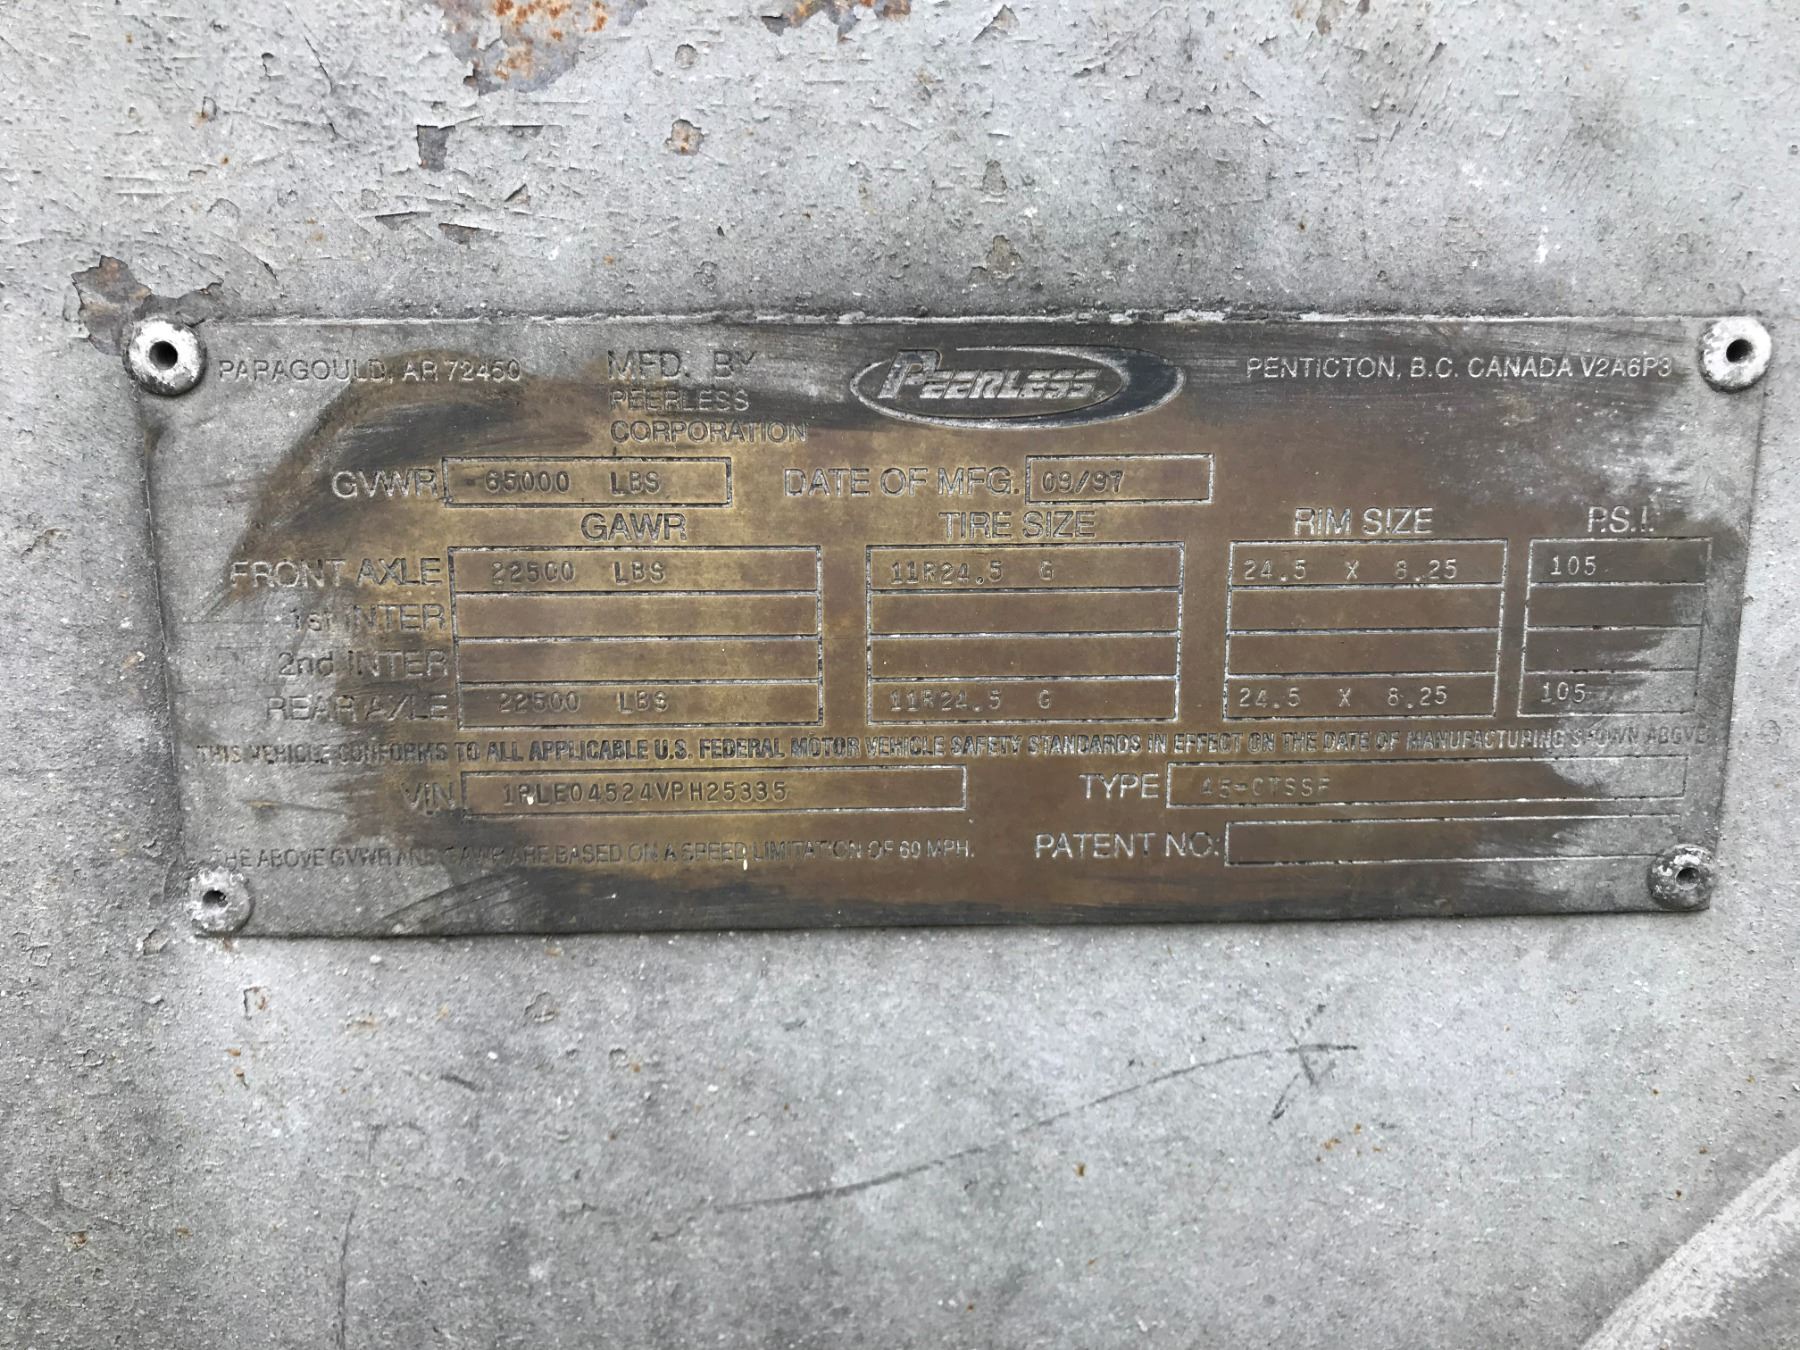 PARAGOULD, AR 72450 MFD. BY PEERLESS PENTICTON, B.C. CANADA V2A6P3
PEERLESS
CORPORATION
GVWR 65000 LBS DATE OF MFG. 09/97
GAWR TIRE SIZE RIM SIZE P.S.I.
FRONT AXLE 22500 LBS 11R24.5 G 24.5 X 8.25 105
1st INTER
2nd INTER
REAR AXLE 22500 LBS 11R24.5 G 24.5 X 8.25 105
THIS VEHICLE CONFORMS TO ALL APPLICABLE U.S. FEDERAL MOTOR VEHICLE SAFETY STANDARDS IN EFFECT ON THE DATE OF MANUFACTURING SHOWN ABOVE
VIN 1PLE04524VPH25335 TYPE 45-CTSSF
THE ABOVE GVWR AND GAWR ARE BASED ON A SPEED LIMITATION OF 60 MPH. PATENT NO: